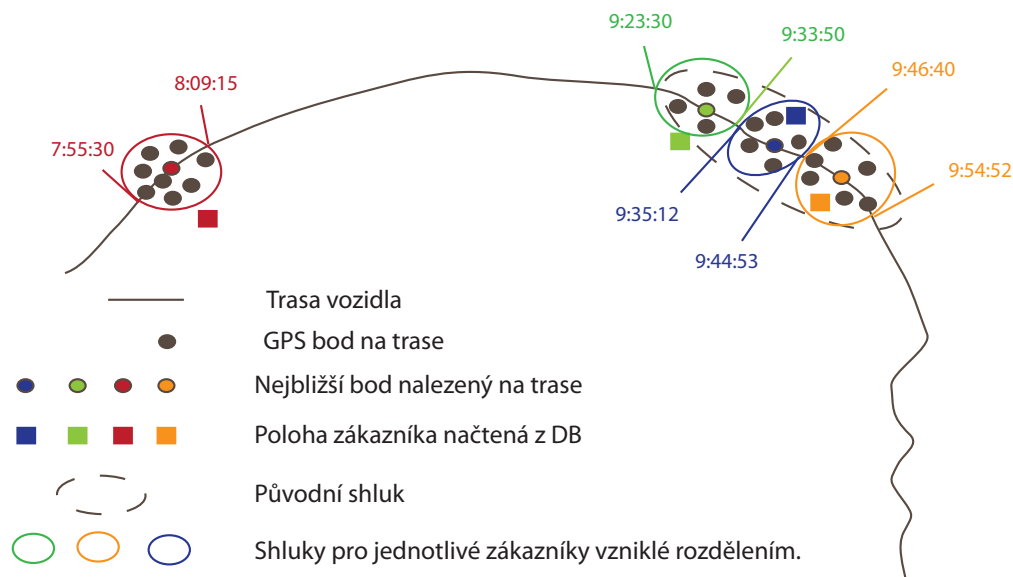 9:23:30
9:33:50
9:46:40
8:09:15
7:55:30
9:54:52
9:35:12
9:44:53
Trasa vozidla
GPS bod na trase
Nejbližší bod nalezený na trase
Poloha zákazníka načtená z DB
Původní shluk
Shluky pro jednotlivé zákazníky vzniklé rozdělením.